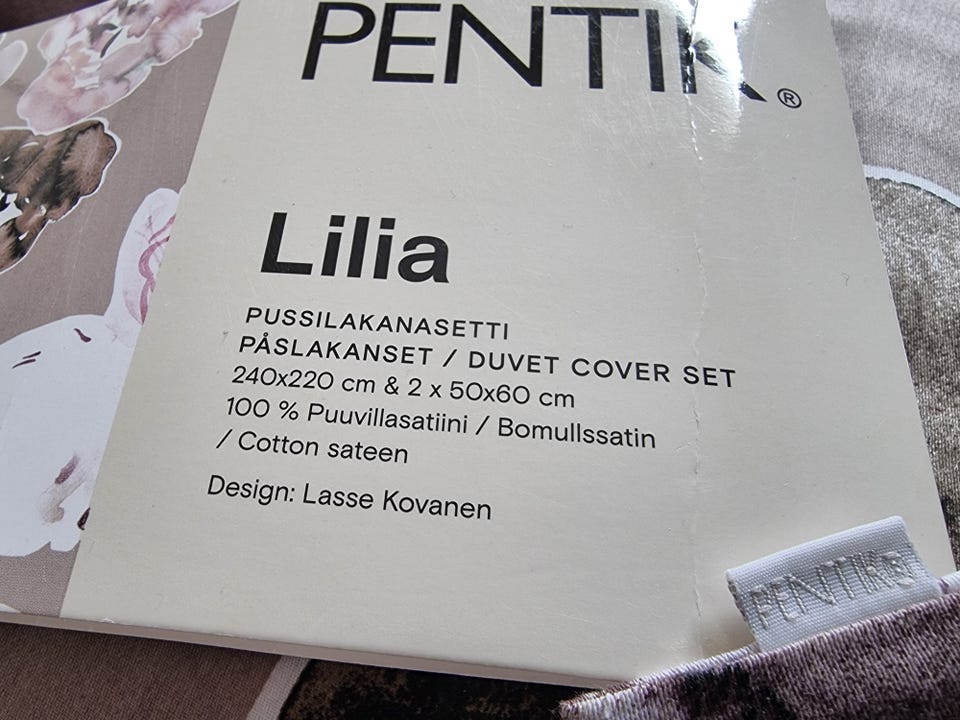 PENTIK®
Lilia
PUSSILAKANASETTI
PÅSLAKANSET / DUVET COVER SET
240x220 cm & 2 x 50x60 cm
100 % Puuvillasatiini / Bomullssatin
/ Cotton sateen
Design: Lasse Kovanen
PENTIK®